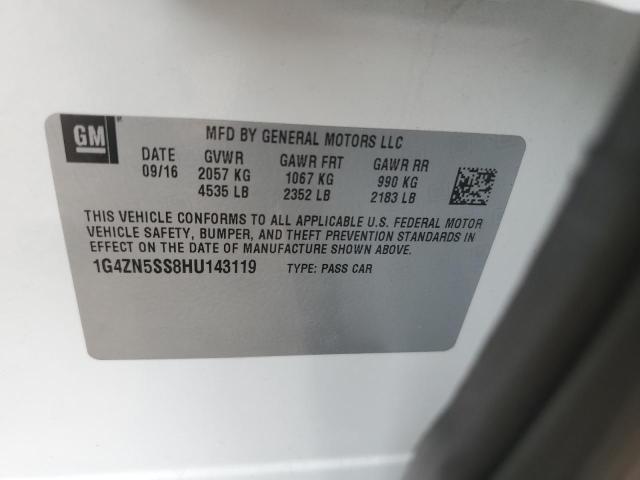 GM
MFD BY GENERAL MOTORS LLC
DATE GVWR GAWR FRT GAWR RR
09/16 2057 KG 1067 KG 990 KG
4535 LB 2352 LB 2183 LB
THIS VEHICLE CONFORMS TO ALL APPLICABLE U.S. FEDERAL MOTOR
VEHICLE SAFETY, BUMPER, AND THEFT PREVENTION STANDARDS IN
EFFECT ON THE DATE OF MANUFACTURE SHOWN ABOVE.
1G4ZN5SS8HU143119 TYPE: PASS CAR